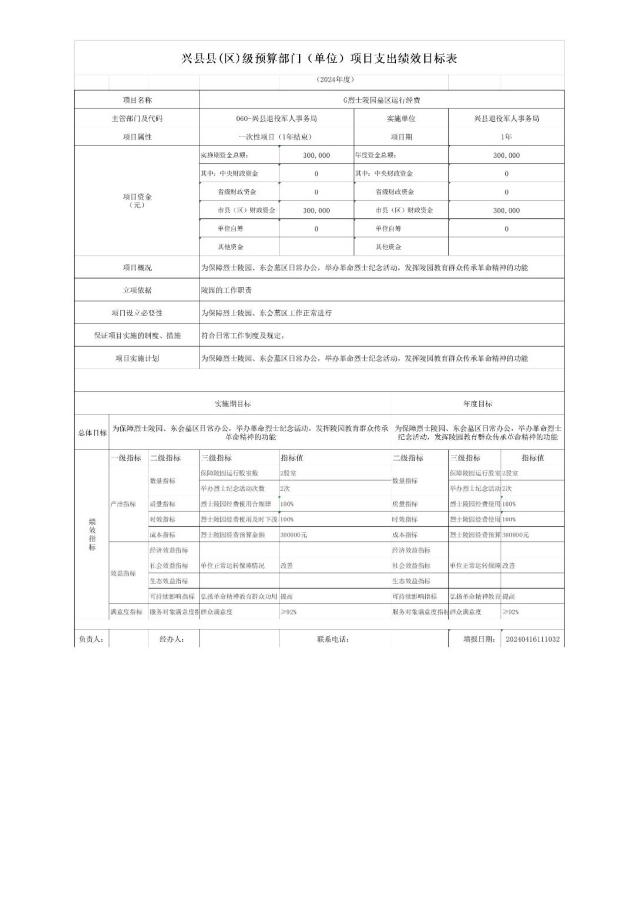 兴县县(区)级预算部门（单位）项目支出绩效目标表
（2024年度）
项目名称 G烈士陵园墓区运行经费
主管部门及代码 060-兴县退役军人事务局 实施单位 兴县退役军人事务局
项目属性 一次性项目（1年结束） 项目期 1年
项目资金
（元）
实施期资金总额： 300,000 年度资金总额： 300,000
其中：中央财政资金 0 其中：中央财政资金 0
省级财政资金 0 省级财政资金 0
市县（区）财政资金 300,000 市县（区）财政资金 300,000
单位自筹 0 单位自筹 0
其他资金 其他资金
项目概况 为保障烈士陵园、东会墓区日常办公，举办革命烈士纪念活动，发挥陵园教育群众传承革命精神的功能
立项依据 陵园的工作职责
项目设立必要性 为保障烈士陵园、东会墓区工作正常进行
保证项目实施的制度、措施 符合日常工作制度及规定。
项目实施计划 为保障烈士陵园、东会墓区日常办公，举办革命烈士纪念活动，发挥陵园教育群众传承革命精神的功能
实施期目标 年度目标
总体目标
为保障烈士陵园、东会墓区日常办公，举办革命烈士纪念活动，发挥陵园教育群众传承
革命精神的功能
为保障烈士陵园、东会墓区日常办公，举办革命烈士
纪念活动，发挥陵园教育群众传承革命精神的功能
绩效指标
一级指标 二级指标 三级指标 指标值 二级指标 三级指标 指标值
产出指标
数量指标 保障陵园运行股室数 2股室 数量指标 保障陵园运行股室 2股室
举办烈士纪念活动次数 2次 举办烈士纪念活动 2次
质量指标 烈士陵园经费使用合规率 100% 质量指标 烈士陵园经费使用 100%
时效指标 烈士陵园经费使用及时下拨 100% 时效指标 烈士陵园经费使用 100%
成本指标 烈士陵园经费预算金额 300000元 成本指标 烈士陵园经费预算 300000元
效益指标
经济效益指标 经济效益指标
社会效益指标 单位正常运转保障情况 改善 社会效益指标 单位正常运转保障 改善
生态效益指标 生态效益指标
可持续影响指标 弘扬革命精神教育群众功用 提高 可持续影响指标 弘扬革命精神教育 提高
满意度指标 服务对象满意度指 群众满意度 ≥92% 服务对象满意度指标 群众满意度 ≥92%
负责人： 经办人： 联系电话： 填报日期： 20240416111032